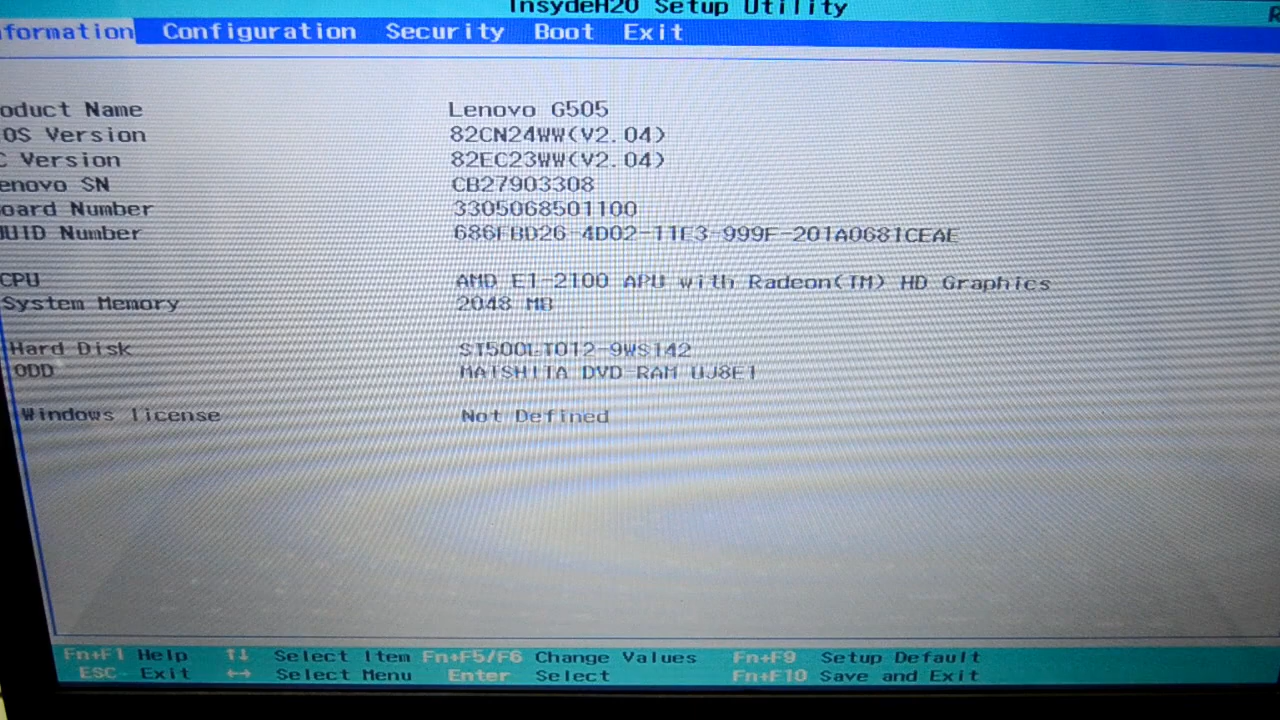 InsydeH2O Setup Utility
formation Configuration Security Boot Exit
oduct Name Lenovo G505
OS Version 82CN24WW(V2.04)
C Version 82EC23WW(V2.04)
enovo SN CB27903308
oard Number 3305068501100
UUID Number 686FBD26-4D02-11E3-999F-201A0681CEAE
CPU AMD E1-2100 APU with Radeon(TM) HD Graphics
System Memory 2048 MB
Hard Disk ST500LT012-9WS142
ODD MATSHITA DVD-RAM UJ8E1
Windows license Not Defined
Fn+F1 Help ↑↓ Select Item Fn+F5/F6 Change Values Fn+F9 Setup Default
ESC Exit ↔ Select Menu Enter Select Fn+F10 Save and Exit